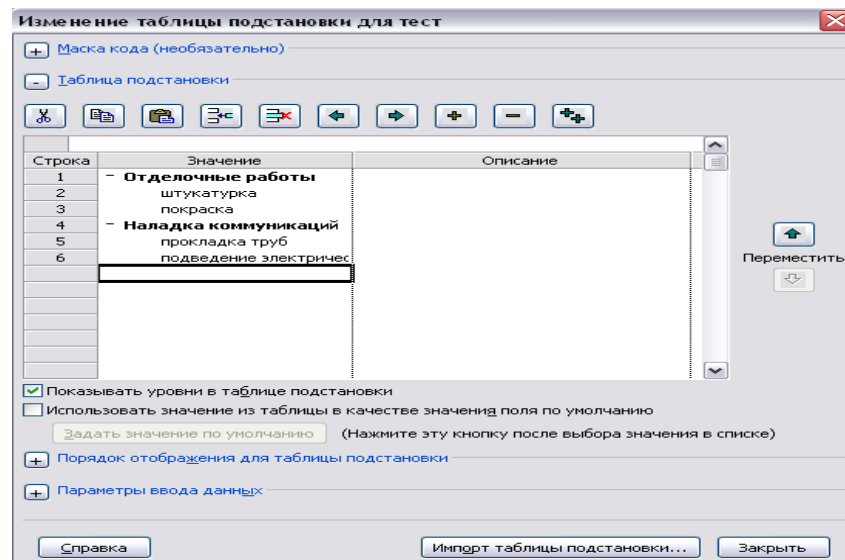 Изменение таблицы подстановки для тест
Маска кода (необязательно)
Таблица подстановки
Строка Значение Описание
1 Отделочные работы
2 штукатурка
3 покраска
4 Наладка коммуникаций
5 прокладка труб
6 подведение электричес
Переместить
Показывать уровни в таблице подстановки
Использовать значение из таблицы в качестве значения поля по умолчанию
Задать значение по умолчанию (Нажмите эту кнопку после выбора значения в списке)
Порядок отображения для таблицы подстановки
Параметры ввода данных
Справка Импорт таблицы подстановки... Закрыть